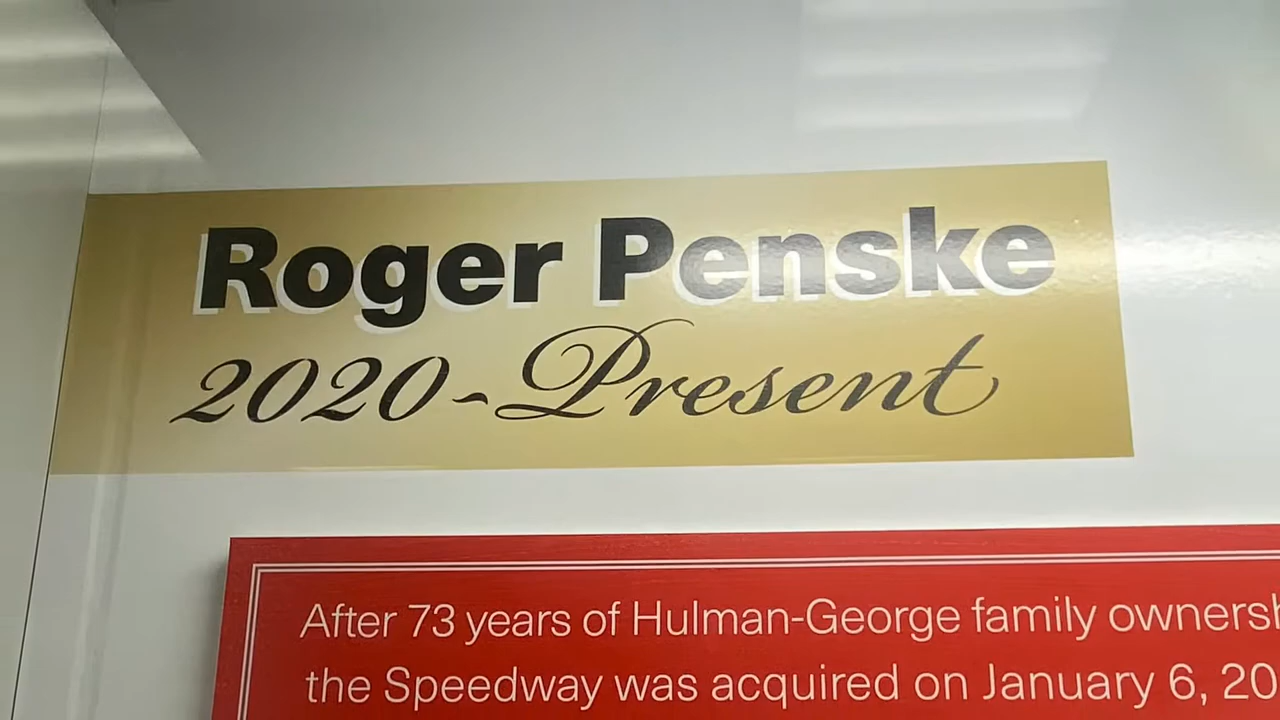 Roger Penske
2020~Present
After 73 years of Hulman-George family ownersh
the Speedway was acquired on January 6, 20